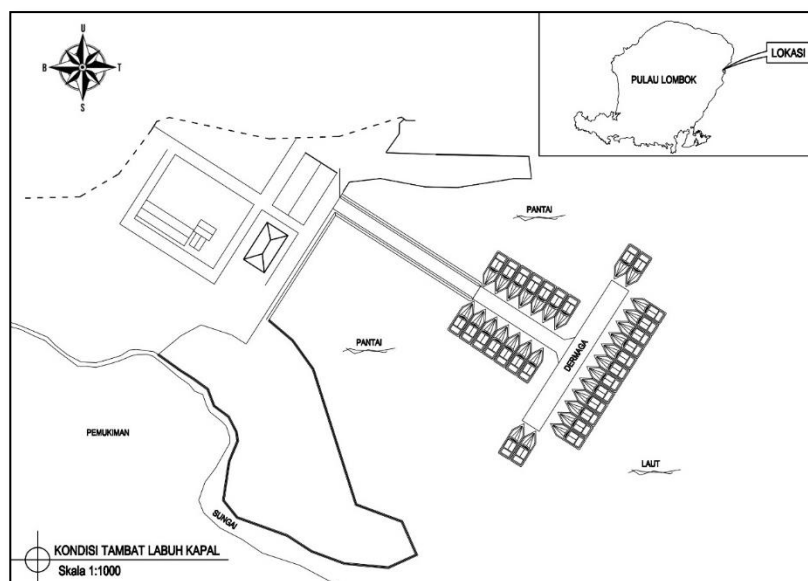 U
B
T
S
PULAU LOMBOK
LOKASI
PANTAI
PANTAI
DERMAGA
PEMUKIMAN
LAUT
SUNGAI
KONDISI TAMBAT LABUH KAPAL
Skala 1:1000